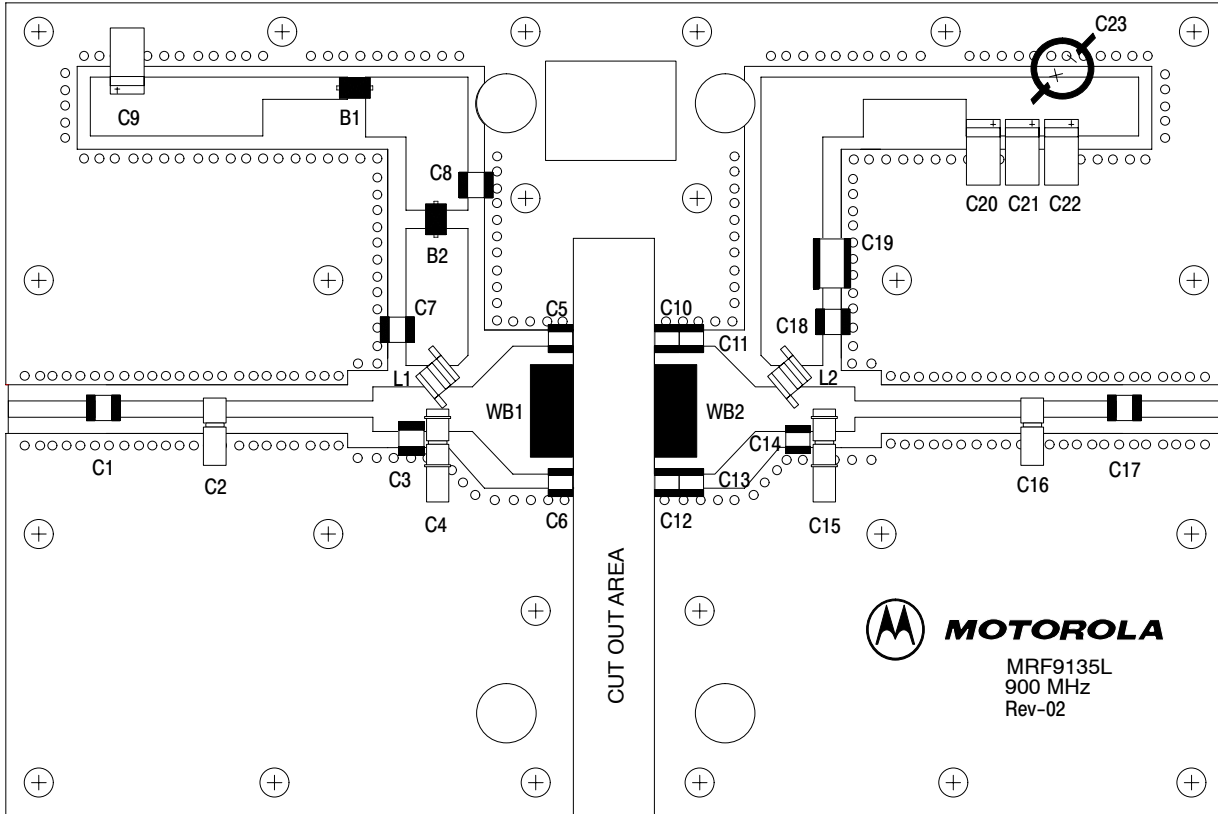 C23
C9
B1
C8
C20 C21 C22
B2
C19
C7
C5
C10
C18
C11
L1
L2
WB1
WB2
C1
C2
C3
C14
C13
C16
C17
C4
C6
C12
C15
CUT OUT AREA
MOTOROLA
MRF9135L
900 MHz
Rev-02